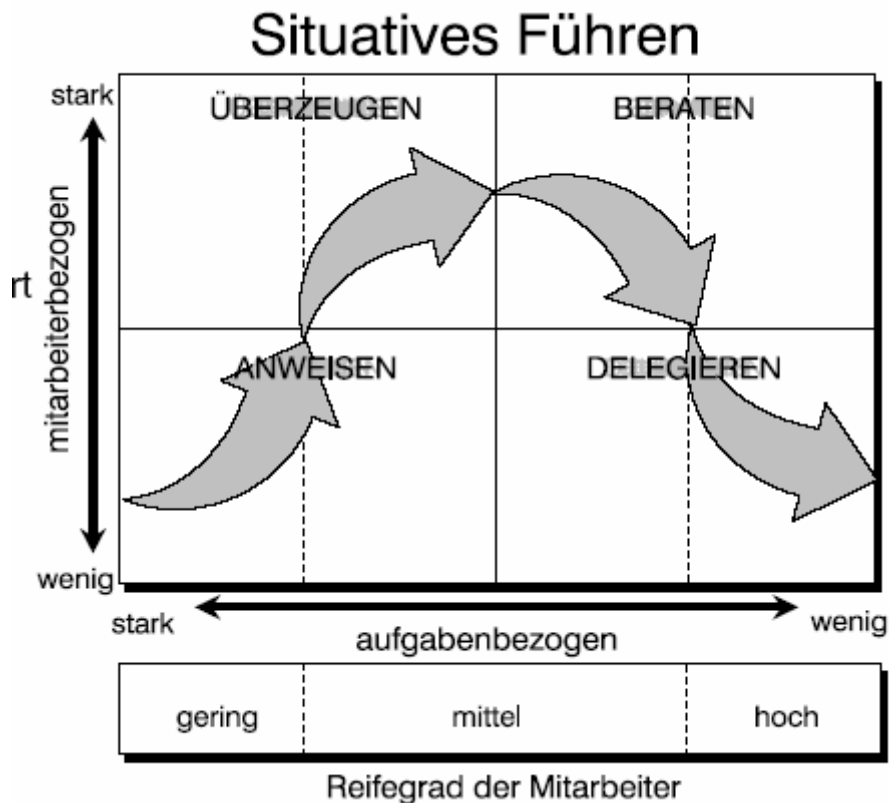 Situatives Führen
stark
ÜBERZEUGEN
BERATEN
mitarbeiterbezogen
rt
ANWEISEN
DELEGIEREN
wenig
stark
wenig
aufgabenbezogen
gering
mittel
hoch
Reifegrad der Mitarbeiter